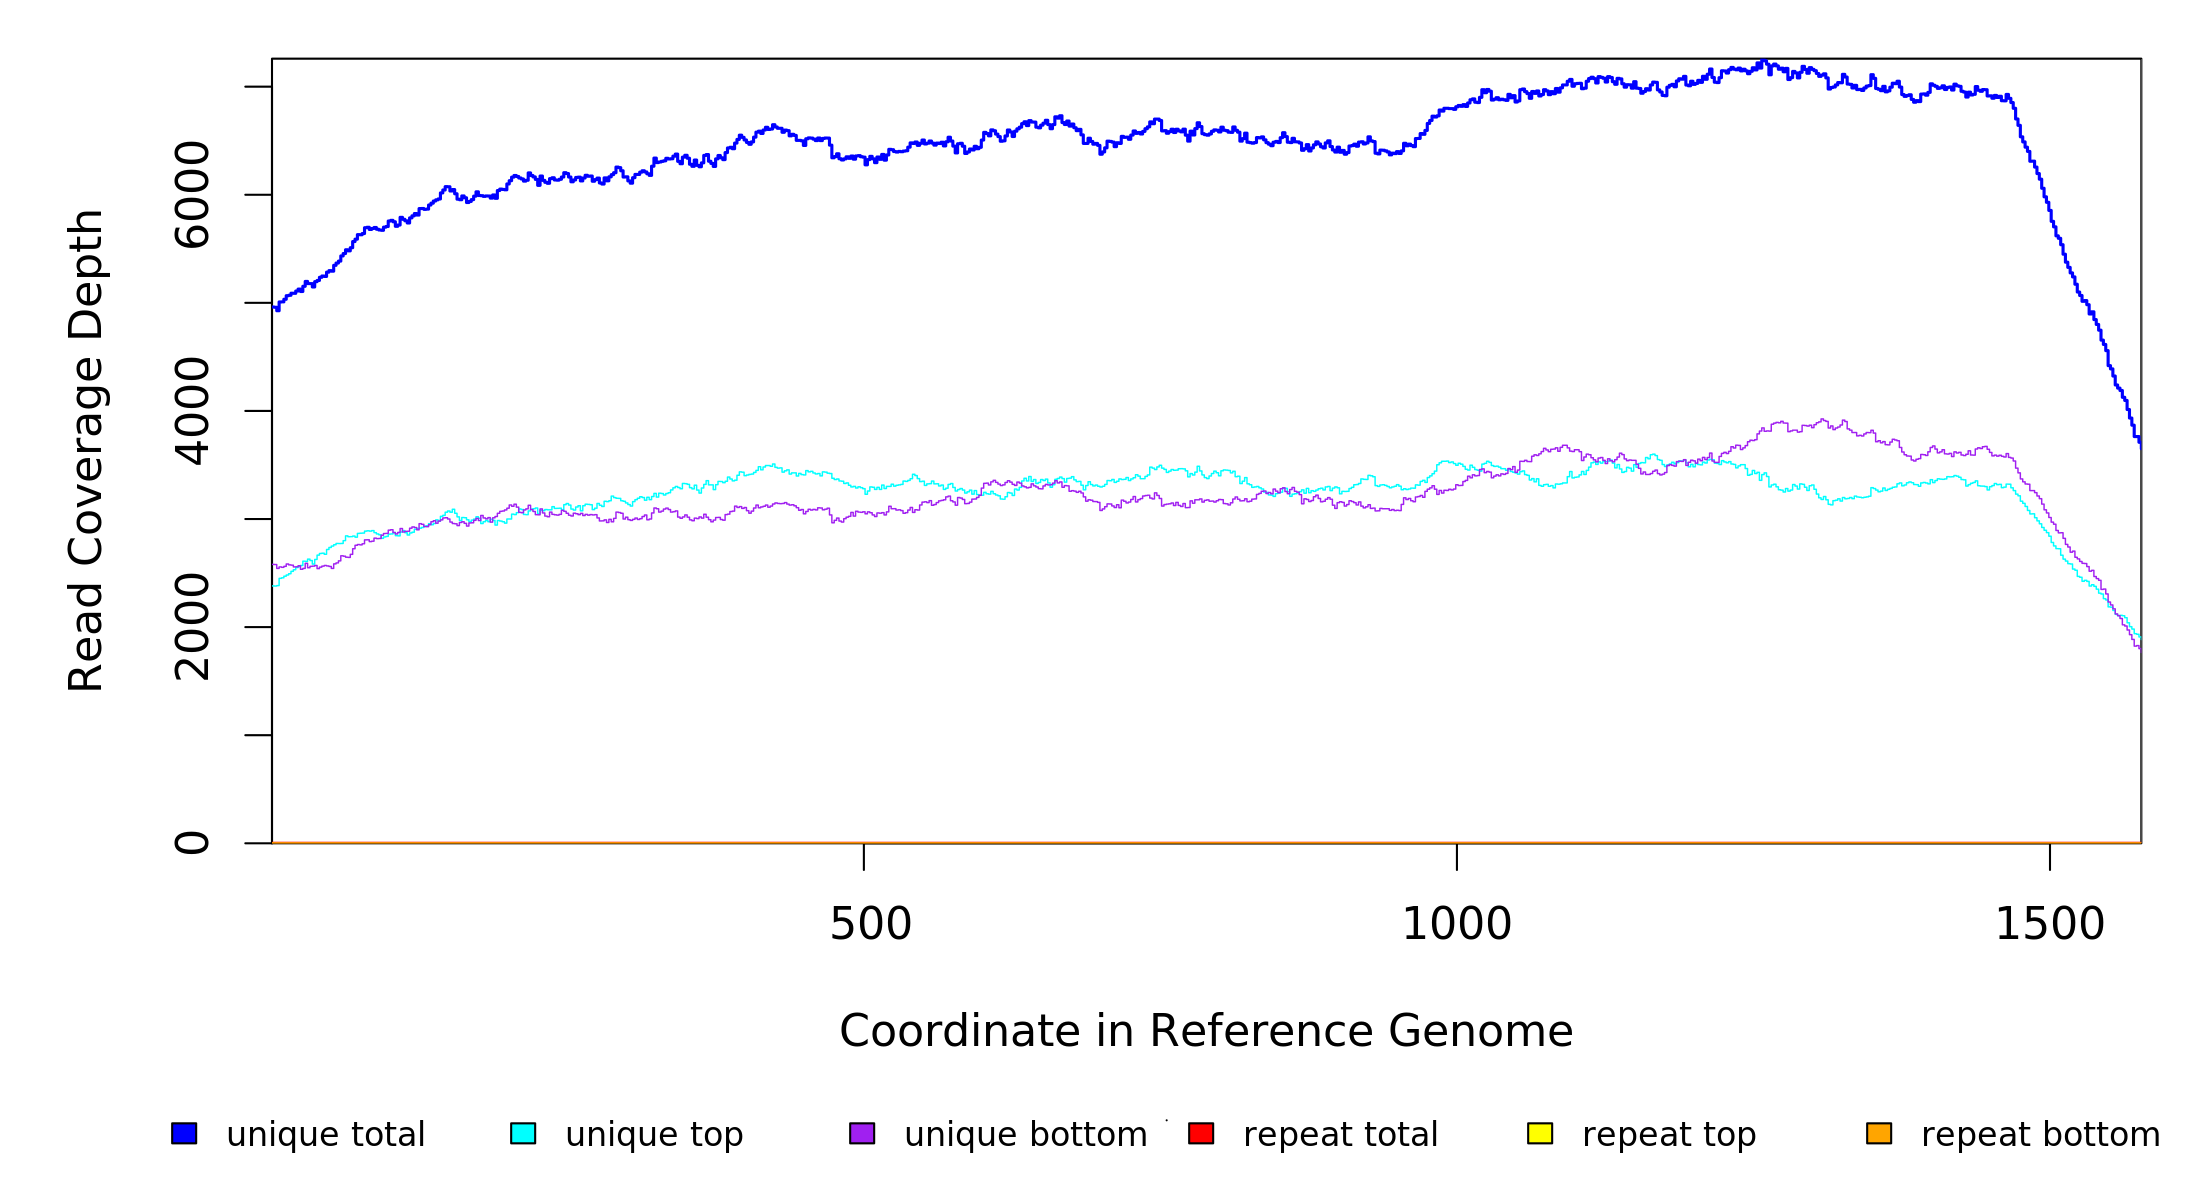 Read Coverage Depth
6000
4000
2000
0
500 1000 1500
Coordinate in Reference Genome
unique total unique top unique bottom repeat total repeat top repeat bottom